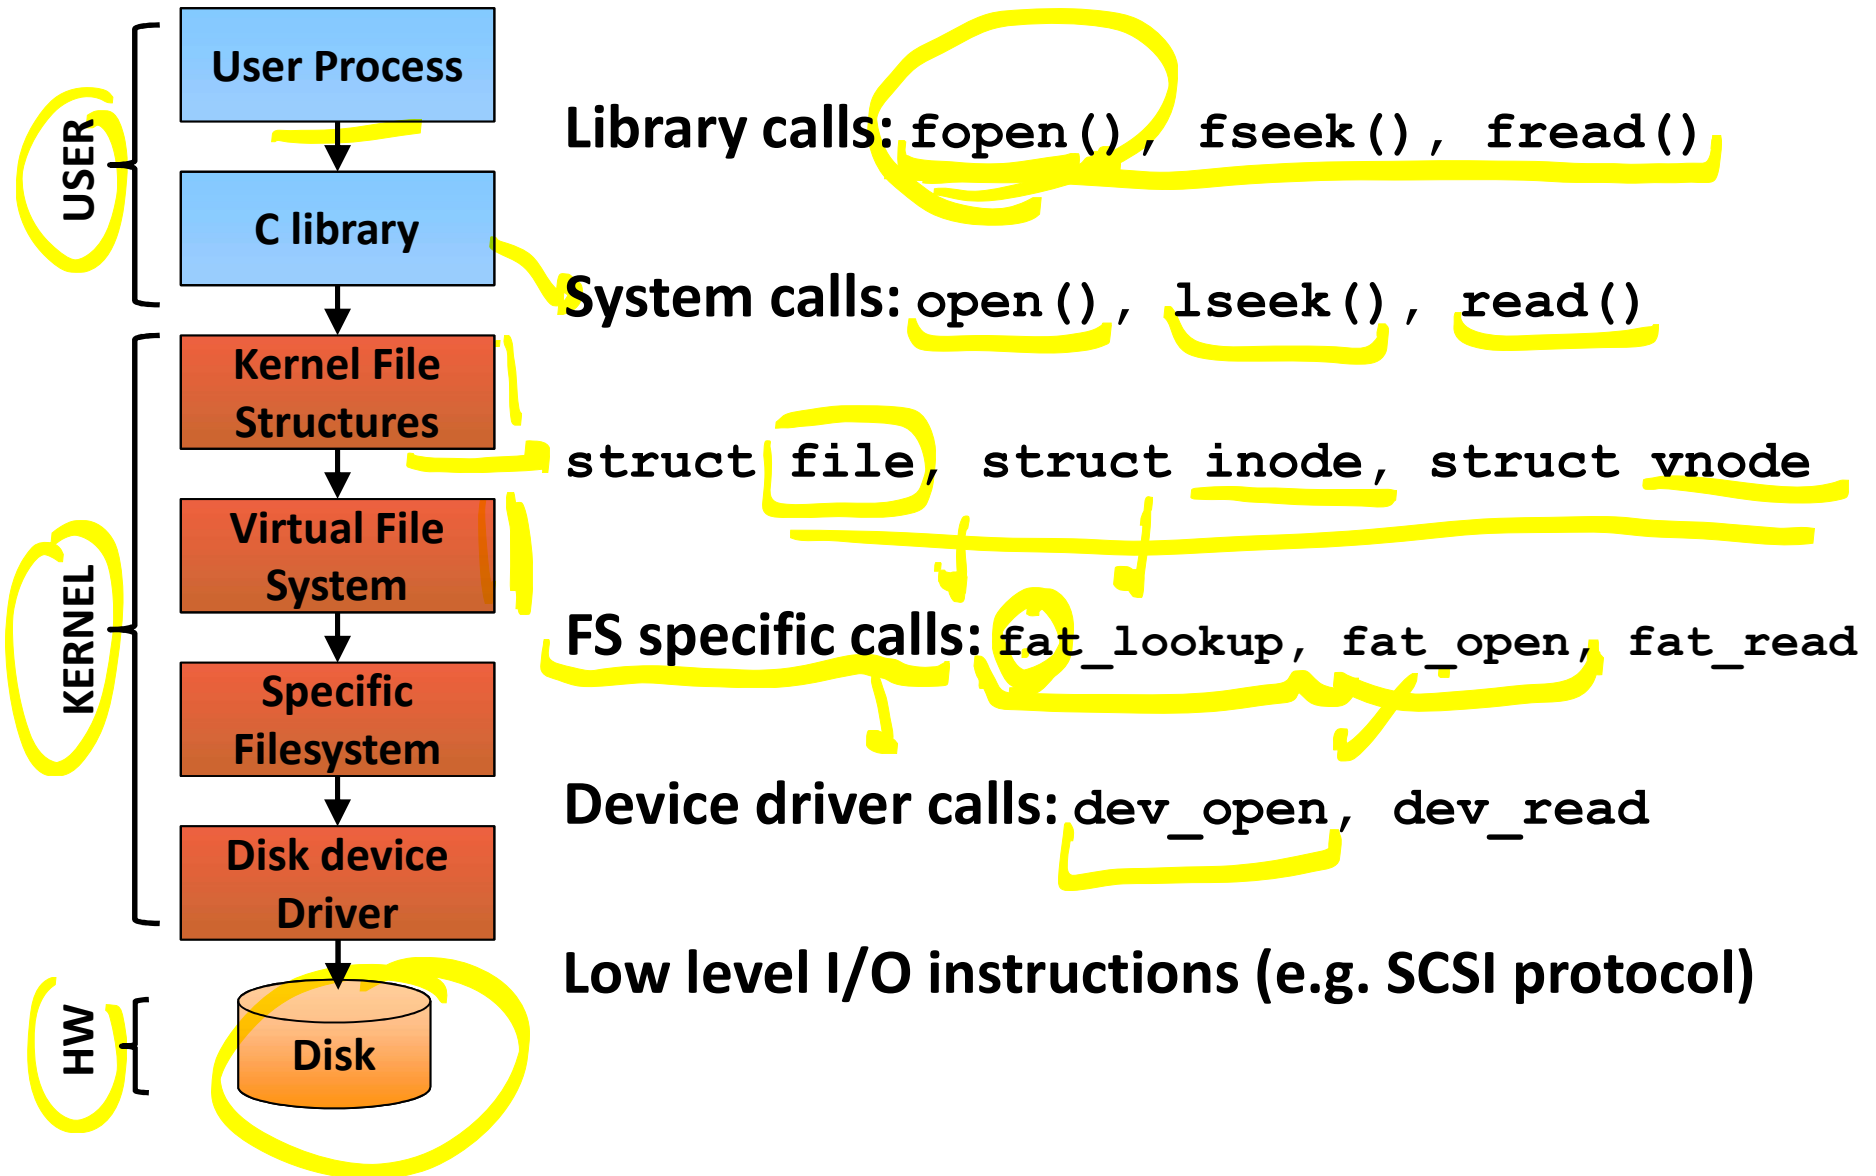 USER
User Process
Library calls: fopen(), fseek(), fread()
C library
System calls: open(), lseek(), read()
KERNEL
Kernel File
Structures
struct file, struct inode, struct vnode
Virtual File
System
FS specific calls: fat_lookup, fat_open, fat_read
Specific
Filesystem
Device driver calls: dev_open, dev_read
Disk device
Driver
Low level I/O instructions (e.g. SCSI protocol)
HW
Disk